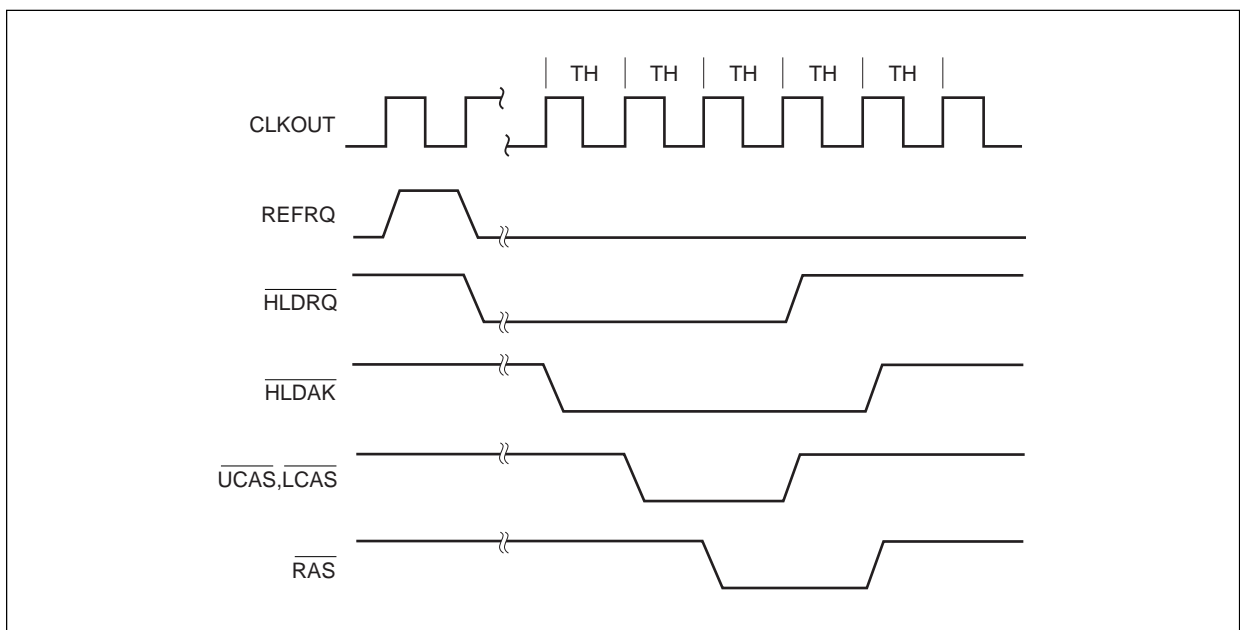 TH TH TH TH TH
CLKOUT
REFRQ
HLDRQ
HLDAK
UCAS,LCAS
RAS